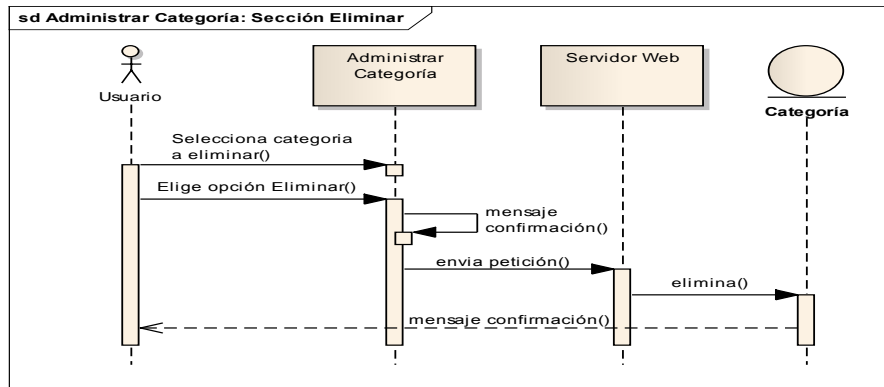 sd Administrar Categoría: Sección Eliminar
Usuario
Administrar
Categoría
Servidor Web
Categoría
Selecciona categoria
a eliminar()
Elige opción Eliminar()
mensaje
confirmación()
envia petición()
elimina()
mensaje confirmación()